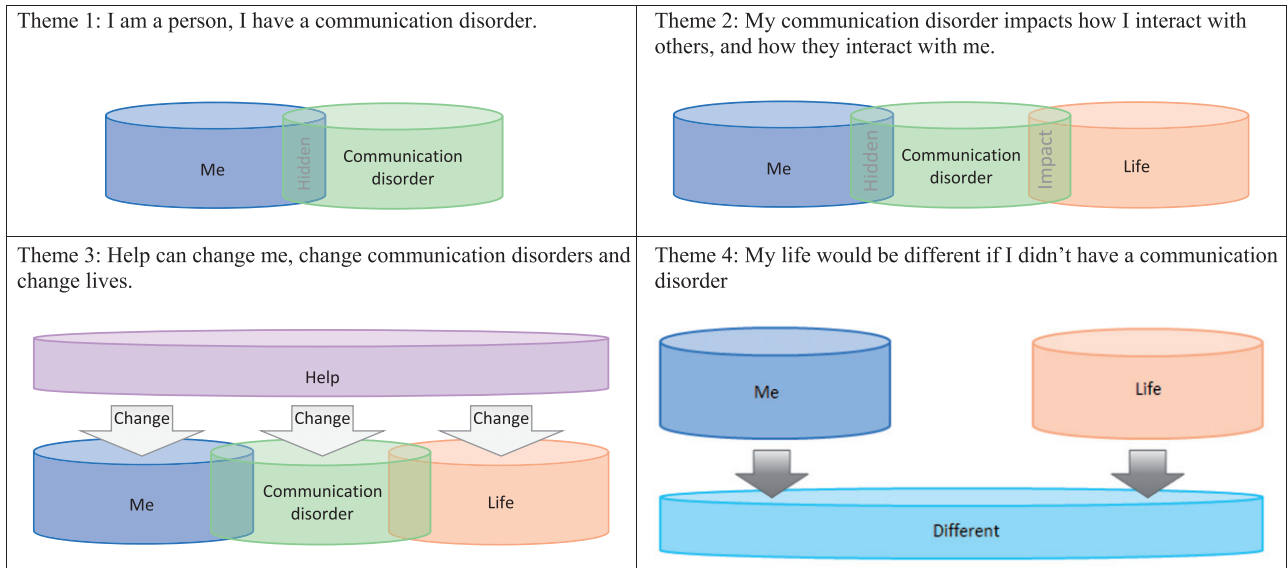 Theme 1: I am a person, I have a communication disorder.
Me
Hidden
Communication
disorder
Theme 2: My communication disorder impacts how I interact with
others, and how they interact with me.
Me
Hidden
Communication
disorder
Impact
Life
Theme 3: Help can change me, change communication disorders and
change lives.
Help
Change
Change
Change
Me
Communication
disorder
Life
Theme 4: My life would be different if I didn’t have a communication
disorder
Me
Life
Different